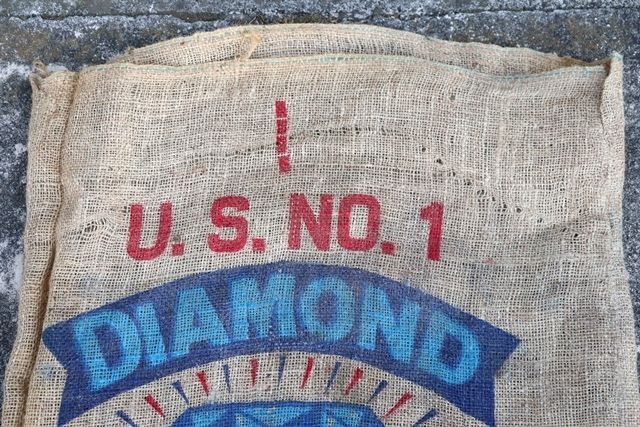 U. S. NO. 1
DIAMOND